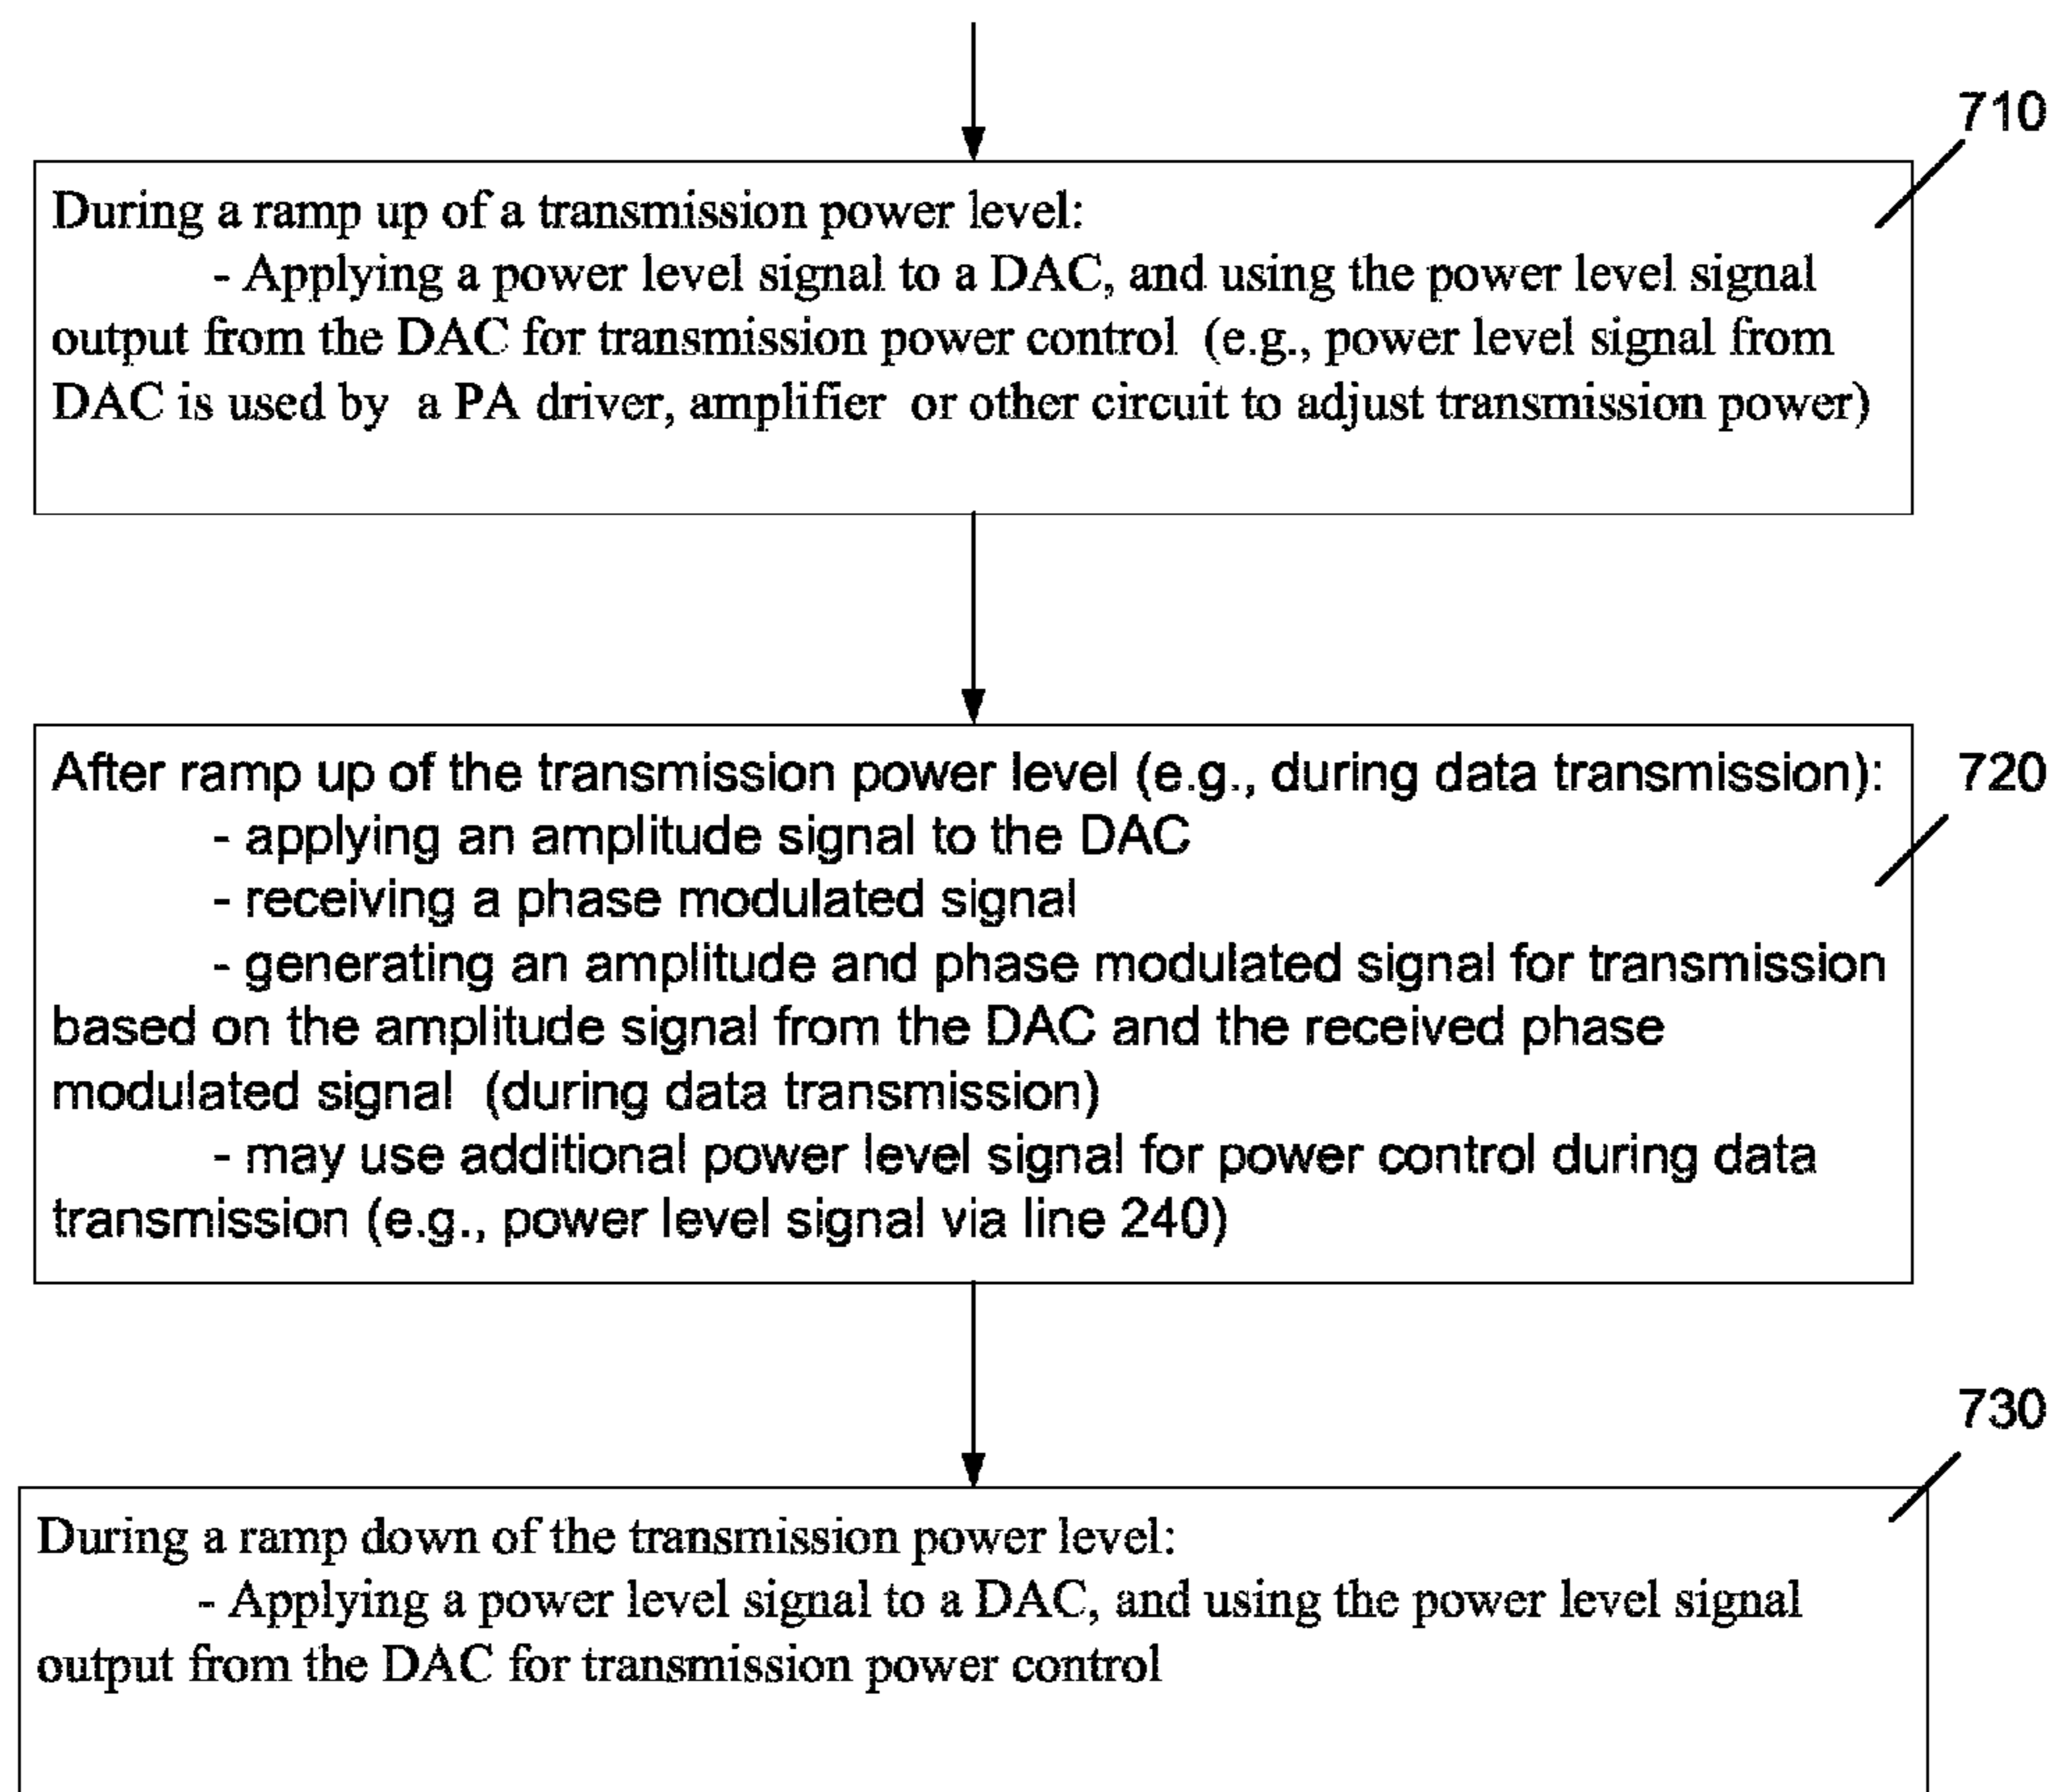 710
During a ramp up of a transmission power level:
- Applying a power level signal to a DAC, and using the power level signal
output from the DAC for transmission power control (e.g., power level signal from
DAC is used by a PA driver, amplifier or other circuit to adjust transmission power)
After ramp up of the transmission power level (e.g., during data transmission):
720
- applying an amplitude signal to the DAC
- receiving a phase modulated signal
- generating an amplitude and phase modulated signal for transmission
based on the amplitude signal from the DAC and the received phase
modulated signal (during data transmission)
- may use additional power level signal for power control during data
transmission (e.g., power level signal via line 240)
730
During a ramp down of the transmission power level:
- Applying a power level signal to a DAC, and using the power level signal
output from the DAC for transmission power control